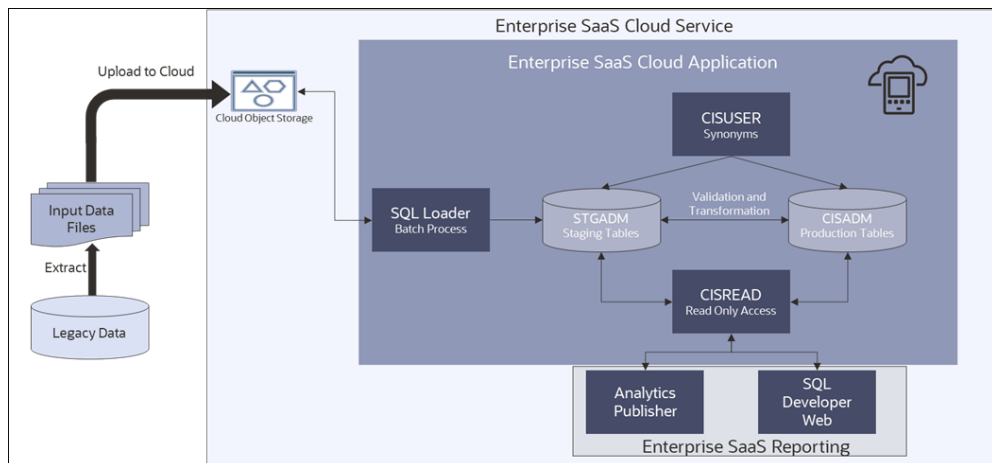 Enterprise SaaS Cloud Service
Enterprise SaaS Cloud Application
Upload to Cloud
Cloud Object Storage
CISUSER
Synonyms
Input Data
Files
SQL Loader
Batch Process
STGADM
Staging Tables
Validation and
Transformation
CISADM
Production Tables
Extract
Legacy Data
CISREAD
Read Only Access
Analytics
Publisher
SQL
Developer
Web
Enterprise SaaS Reporting